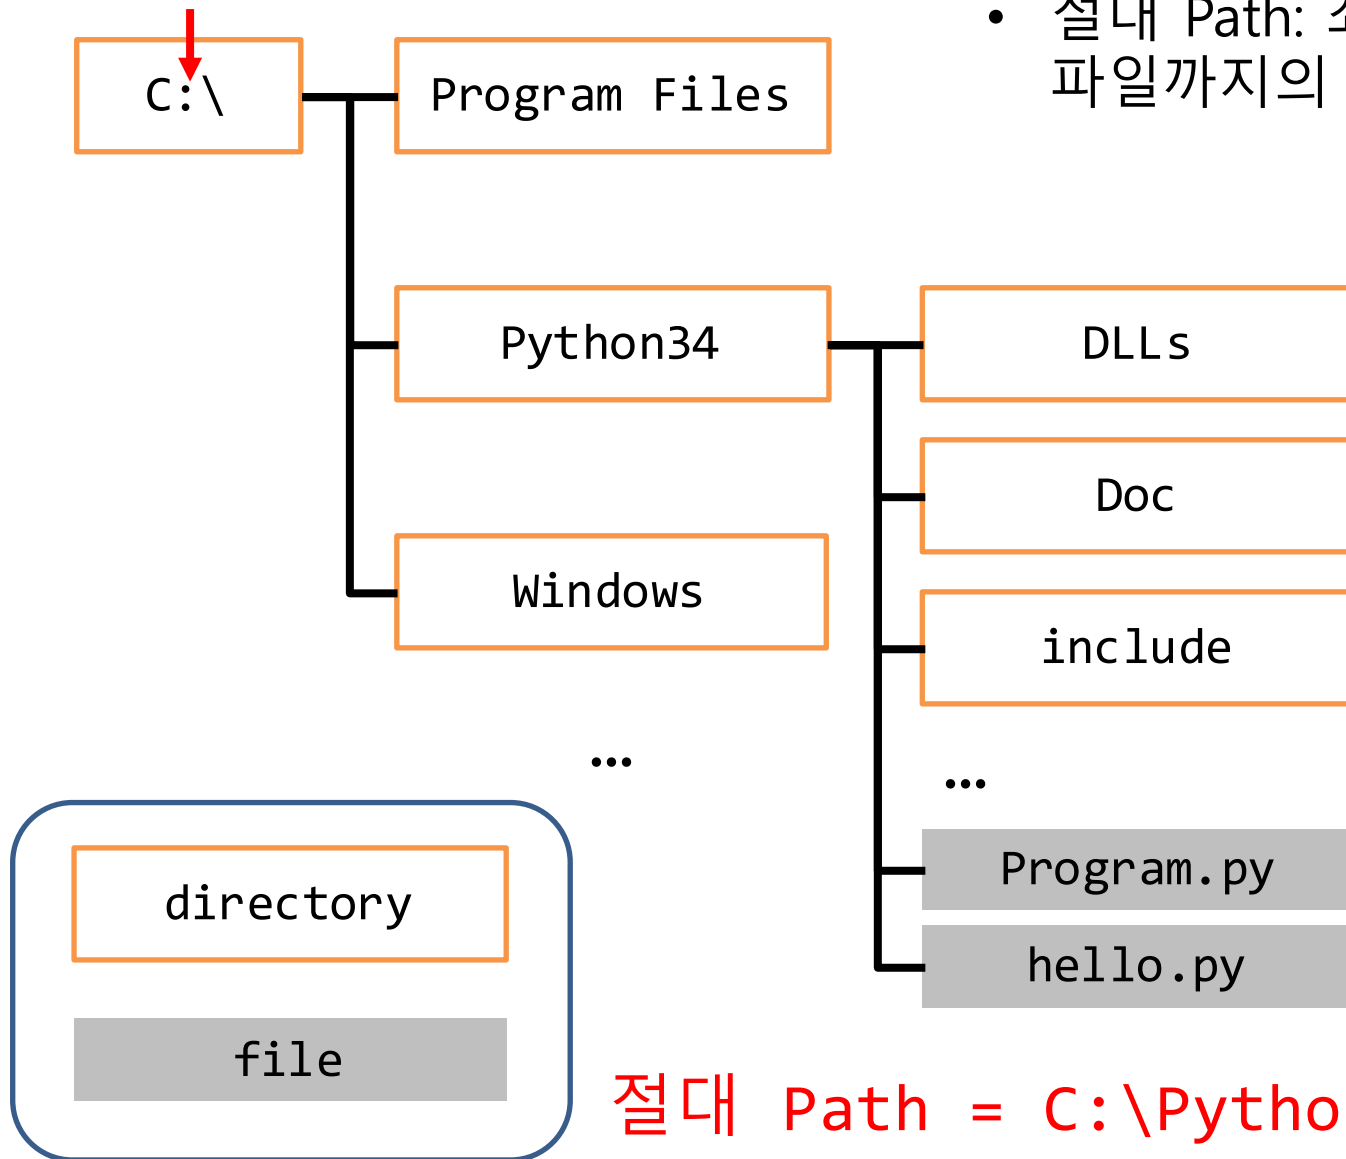 • 절대 Path:
파일까지의
C:\
Program Files
Python34
DLLs
Doc
Windows
include
...
...
Program.py
directory
hello.py
file
절대 Path = C:\Pytho